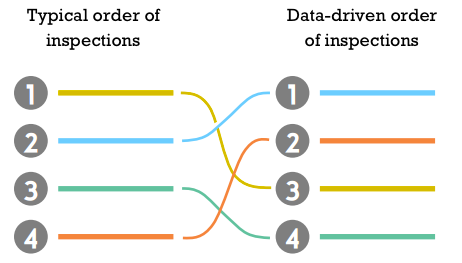 Typical order of
inspections
Data-driven order
of inspections
1
1
2
2
3
3
4
4